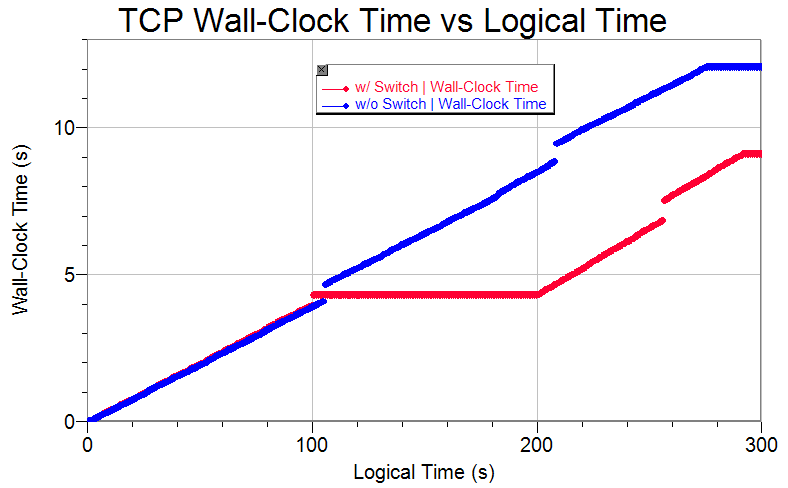 TCP Wall-Clock Time vs Logical Time
w/ Switch | Wall-Clock Time
w/o Switch | Wall-Clock Time
10
5
0
Wall-Clock Time (s)
0 100 200 300
Logical Time (s)